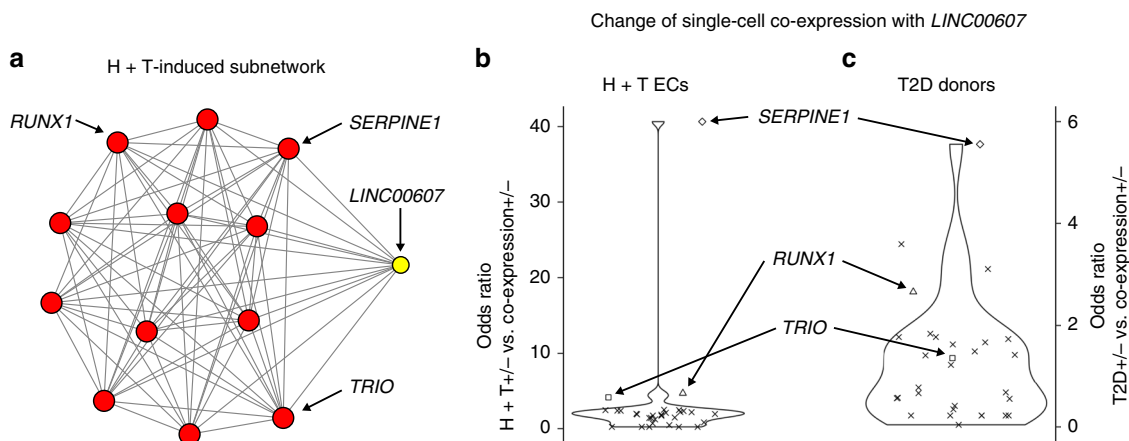 Change of single-cell co-expression with LINC00607
a
H + T-induced subnetwork
RUNX1
SERPINE1
LINC00607
TRIO
b
H + T ECs
Odds ratio
H + T+/– vs. co-expression+/–
40
30
20
10
0
SERPINE1
RUNX1
TRIO
c
T2D donors
6
4
2
0
Odds ratio
T2D+/– vs. co-expression+/–